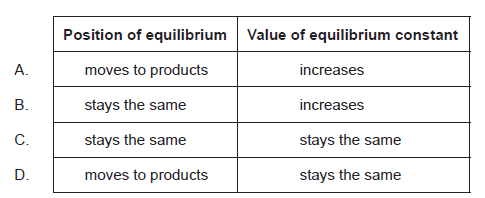 Position of equilibrium Value of equilibrium constant
A. moves to products increases
B. stays the same increases
C. stays the same stays the same
D. moves to products stays the same